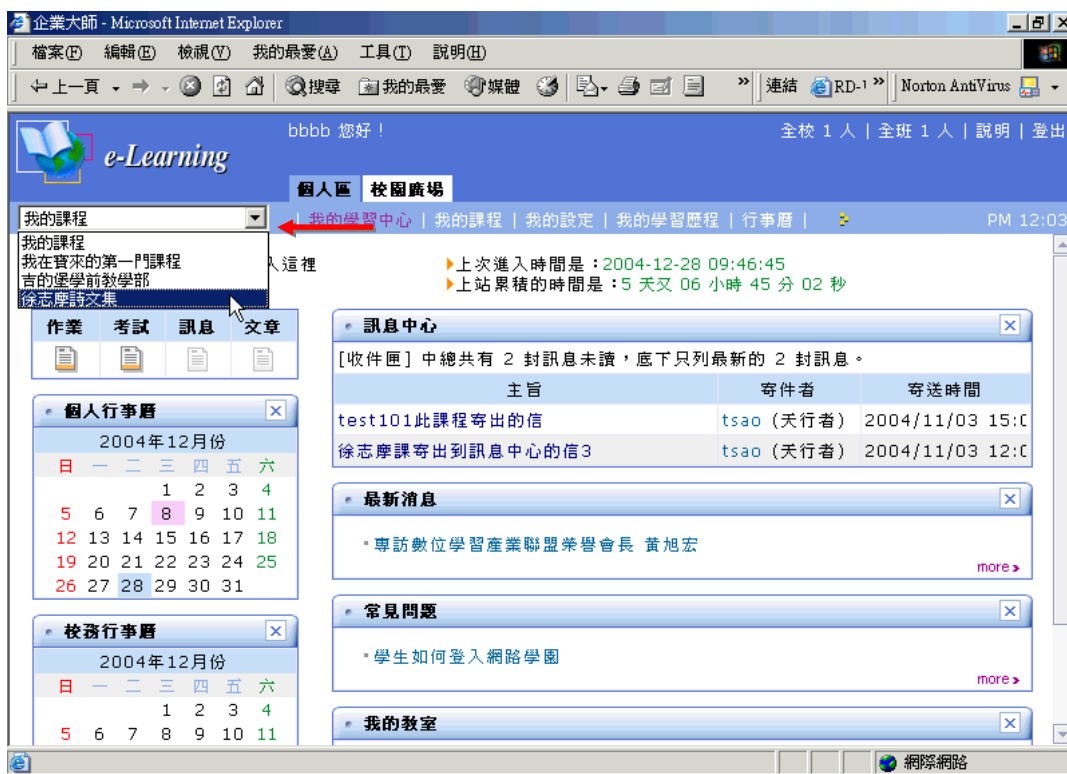 企業大師 - Microsoft Internet Explorer
檔案(F) 編輯(E) 檢視(V) 我的最愛(A) 工具(T) 說明(H)
上一頁 搜尋 我的最愛 媒體 » 連結 RD-1 » Norton AntiVirus
bbbb 您好！ 全校 1 人 | 全班 1 人 | 說明 | 登出
e-Learning
個人區 校園廣場
我的課程 | 我的學習中心 | 我的課程 | 我的設定 | 我的學習歷程 | 行事曆 | PM 12:03
我的課程
我在寶來的第一門課程
吉的堡學前教學部
徐志摩詩文集
人這裡
上次進入時間是：2004-12-28 09:46:45
上站累積的時間是：5 天又 06 小時 45 分 02 秒
作業 考試 訊息 文章
訊息中心
[收件匣] 中總共有 2 封訊息未讀，底下只列最新的 2 封訊息。
主旨 寄件者 寄送時間
test101此課程寄出的信 tsao (天行者) 2004/11/03 15:0
徐志摩課寄出到訊息中心的信3 tsao (天行者) 2004/11/03 12:0
個人行事曆
2004年12月份
日 一 二 三 四 五 六
1 2 3 4
5 6 7 8 9 10 11
12 13 14 15 16 17 18
19 20 21 22 23 24 25
26 27 28 29 30 31
最新消息
專訪數位學習產業聯盟榮譽會長 黃旭宏
more
常見問題
學生如何登入網路學園
more
校務行事曆
2004年12月份
日 一 二 三 四 五 六
1 2 3 4
5 6 7 8 9 10 11
我的教室
網際網路